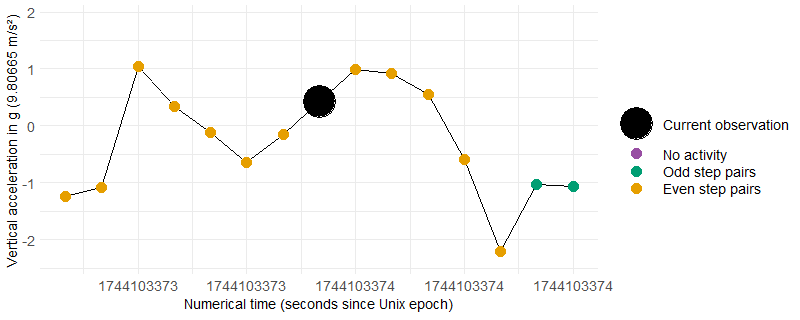 Vertical acceleration in g (9.80665 m/s²)
2
1
0
-1
-2
1744103373
1744103373
1744103374
1744103374
1744103374
Numerical time (seconds since Unix epoch)
Current observation
No activity
Odd step pairs
Even step pairs